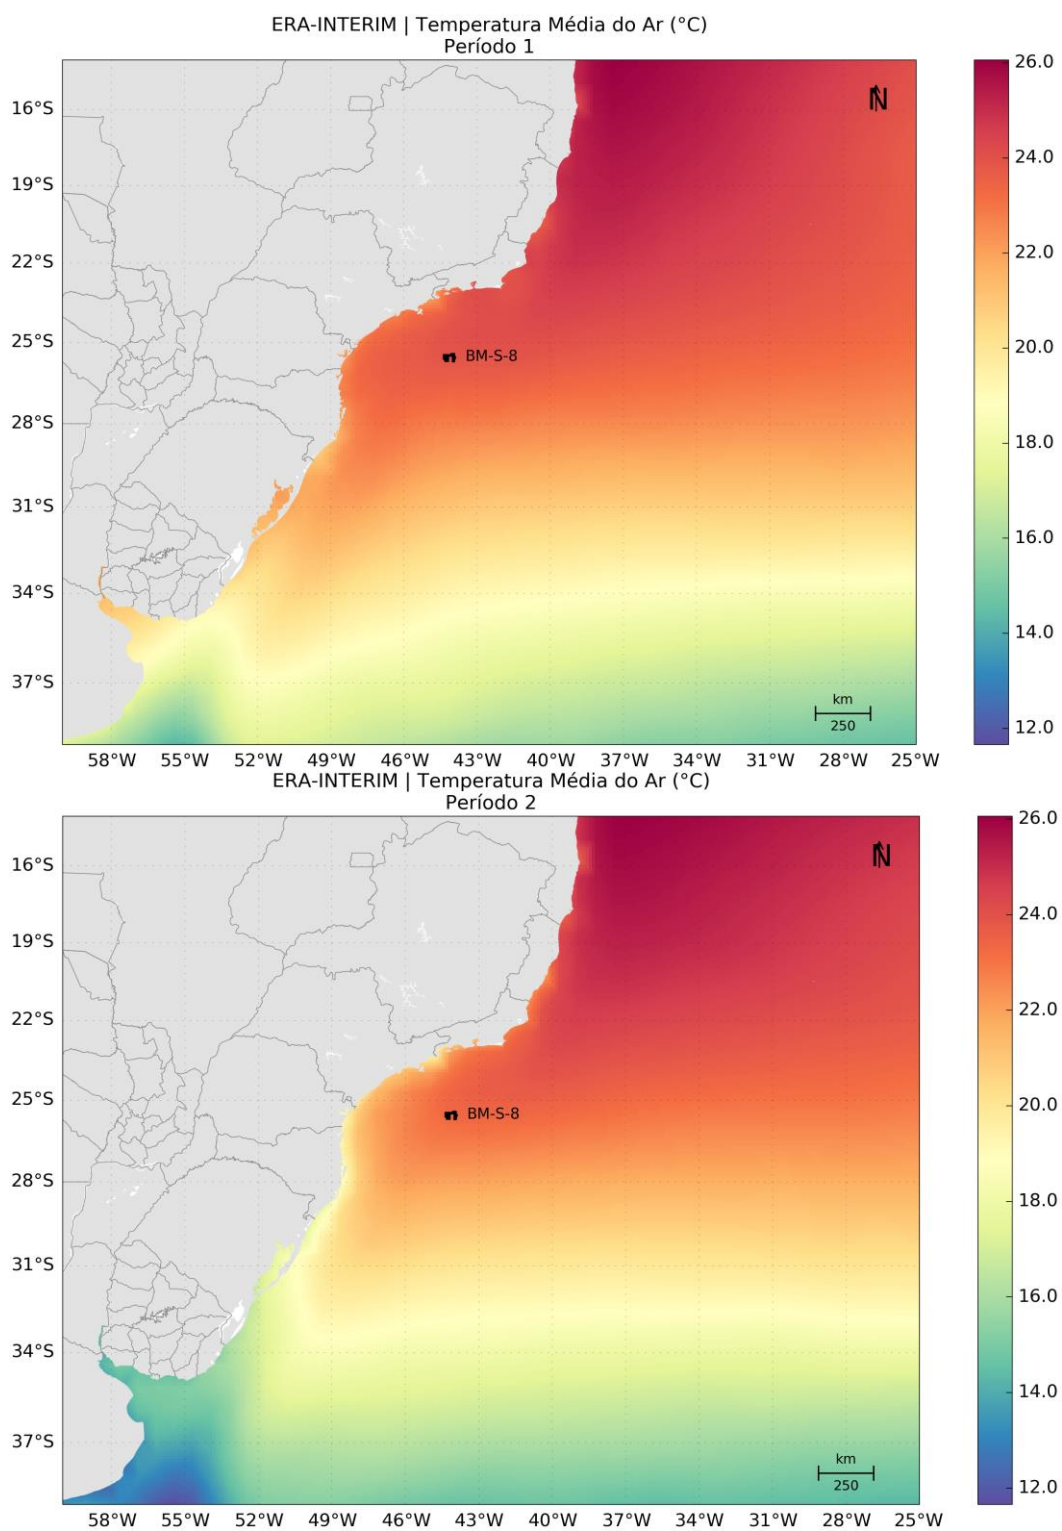 ERA-INTERIM | Temperatura Média do Ar (°C)
Período 1
16°S
19°S
22°S
25°S
28°S
31°S
34°S
37°S
N
BM-S-8
km
250
58°W 55°W 52°W 49°W 46°W 43°W 40°W 37°W 34°W 31°W 28°W 25°W
26.0
24.0
22.0
20.0
18.0
16.0
14.0
12.0
ERA-INTERIM | Temperatura Média do Ar (°C)
Período 2
16°S
19°S
22°S
25°S
28°S
31°S
34°S
37°S
N
BM-S-8
km
250
58°W 55°W 52°W 49°W 46°W 43°W 40°W 37°W 34°W 31°W 28°W 25°W
26.0
24.0
22.0
20.0
18.0
16.0
14.0
12.0